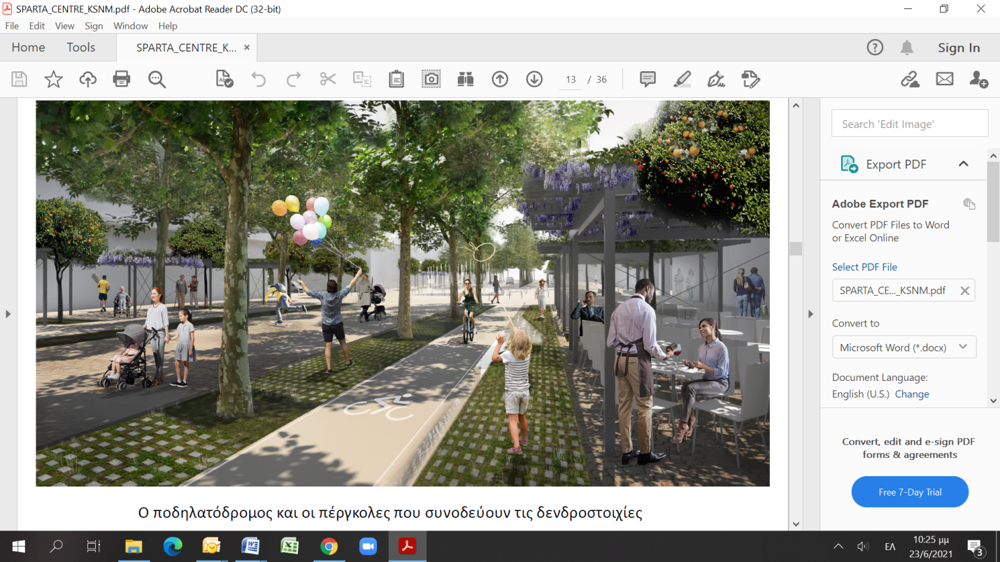 SPARTA_CENTRE_KSNM.pdf - Adobe Acrobat Reader DC (32-bit)
File Edit View Sign Window Help
Home Tools SPARTA_CENTRE_K... × Sign In
13 / 36
Search 'Edit Image'
Export PDF
Adobe Export PDF
Convert PDF Files to Word
or Excel Online
Select PDF File
SPARTA_CE..._KSNM.pdf
Convert to
Microsoft Word (*.docx)
Document Language:
English (U.S.) Change
Convert, edit and e-sign PDF
forms & agreements
Free 7-Day Trial
Ο ποδηλατόδρομος και οι πέργκολες που συνοδεύουν τις δενδροστοιχίες
ΕΛ
10:25 μμ
23/6/2021
3